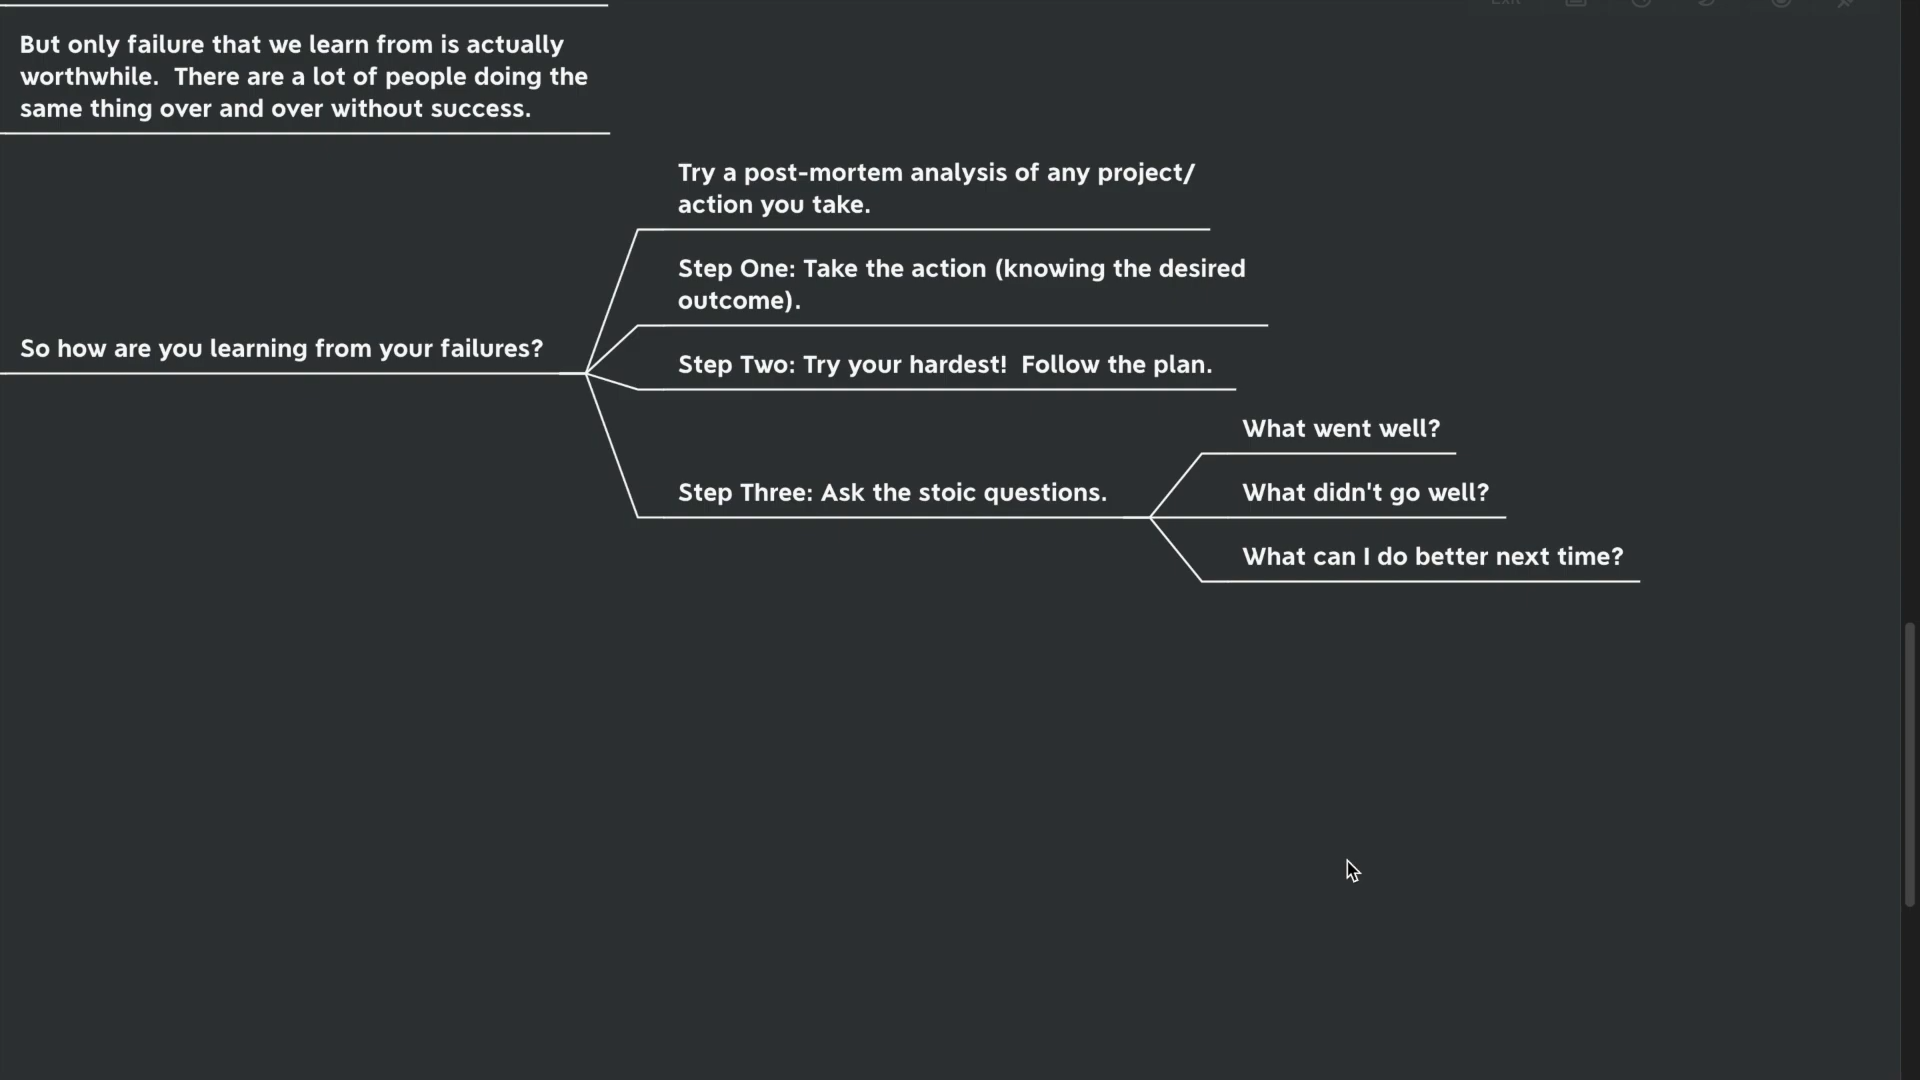 But only failure that we learn from is actually
worthwhile.  There are a lot of people doing the
same thing over and over without success.
So how are you learning from your failures?
Try a post-mortem analysis of any project/
action you take.
Step One: Take the action (knowing the desired
outcome).
Step Two: Try your hardest!  Follow the plan.
Step Three: Ask the stoic questions.
What went well?
What didn't go well?
What can I do better next time?